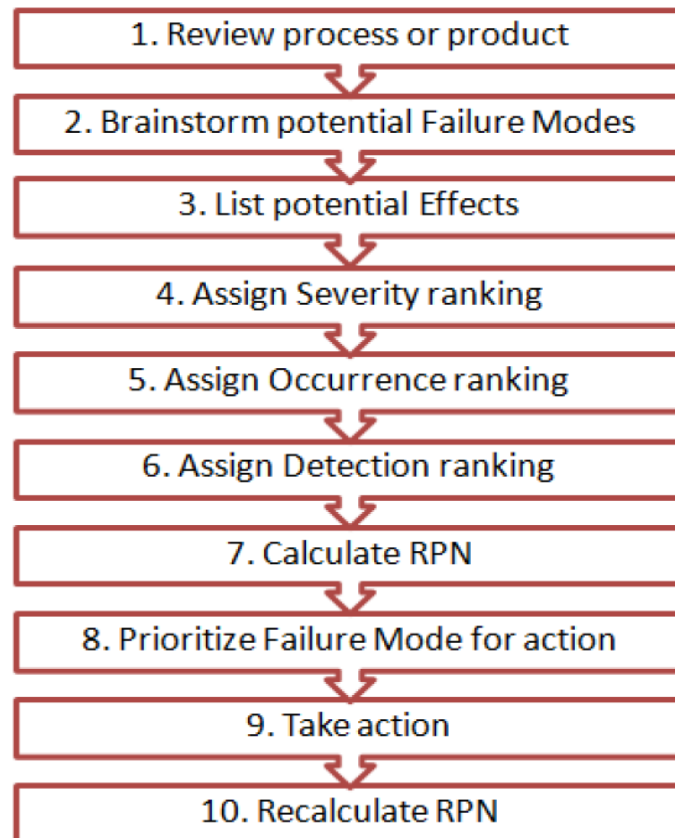 1. Review process or product
2. Brainstorm potential Failure Modes
3. List potential Effects
4. Assign Severity ranking
5. Assign Occurrence ranking
6. Assign Detection ranking
7. Calculate RPN
8. Prioritize Failure Mode for action
9. Take action
10. Recalculate RPN